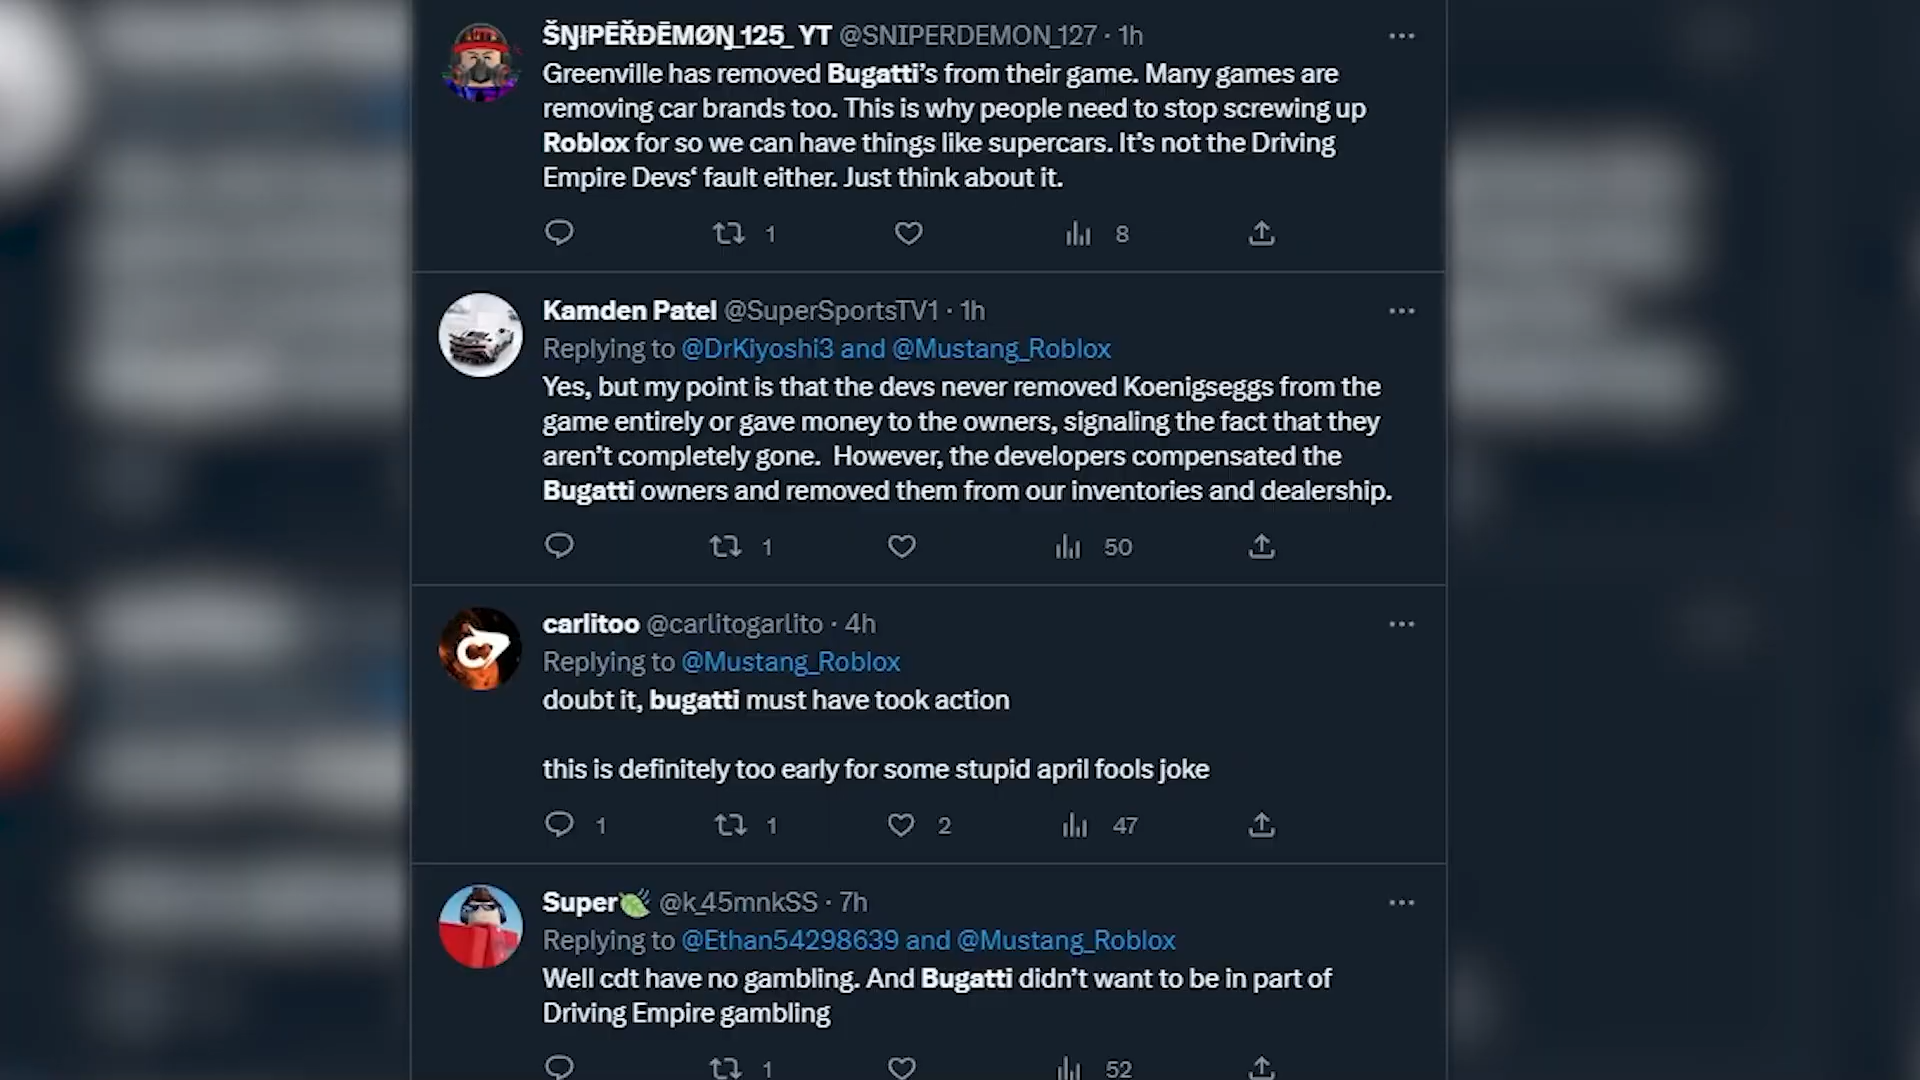 ŠŊƗPĒŘĐĒMØŊ_125_ YT @SNIPERDEMON_127 · 1h
Greenville has removed Bugatti’s from their game. Many games are
removing car brands too. This is why people need to stop screwing up
Roblox for so we can have things like supercars. It’s not the Driving
Empire Devs‘ fault either. Just think about it.
1 8
Kamden Patel @SuperSportsTV1 · 1h
Replying to @DrKiyoshi3 and @Mustang_Roblox
Yes, but my point is that the devs never removed Koenigseggs from the
game entirely or gave money to the owners, signaling the fact that they
aren’t completely gone.  However, the developers compensated the
Bugatti owners and removed them from our inventories and dealership.
1 50
carlitoo @carlitogarlito · 4h
Replying to @Mustang_Roblox
doubt it, bugatti must have took action
this is definitely too early for some stupid april fools joke
1 1 2 47
Super🍃 @k_45mnkSS · 7h
Replying to @Ethan54298639 and @Mustang_Roblox
Well cdt have no gambling. And Bugatti didn’t want to be in part of
Driving Empire gambling
1 52